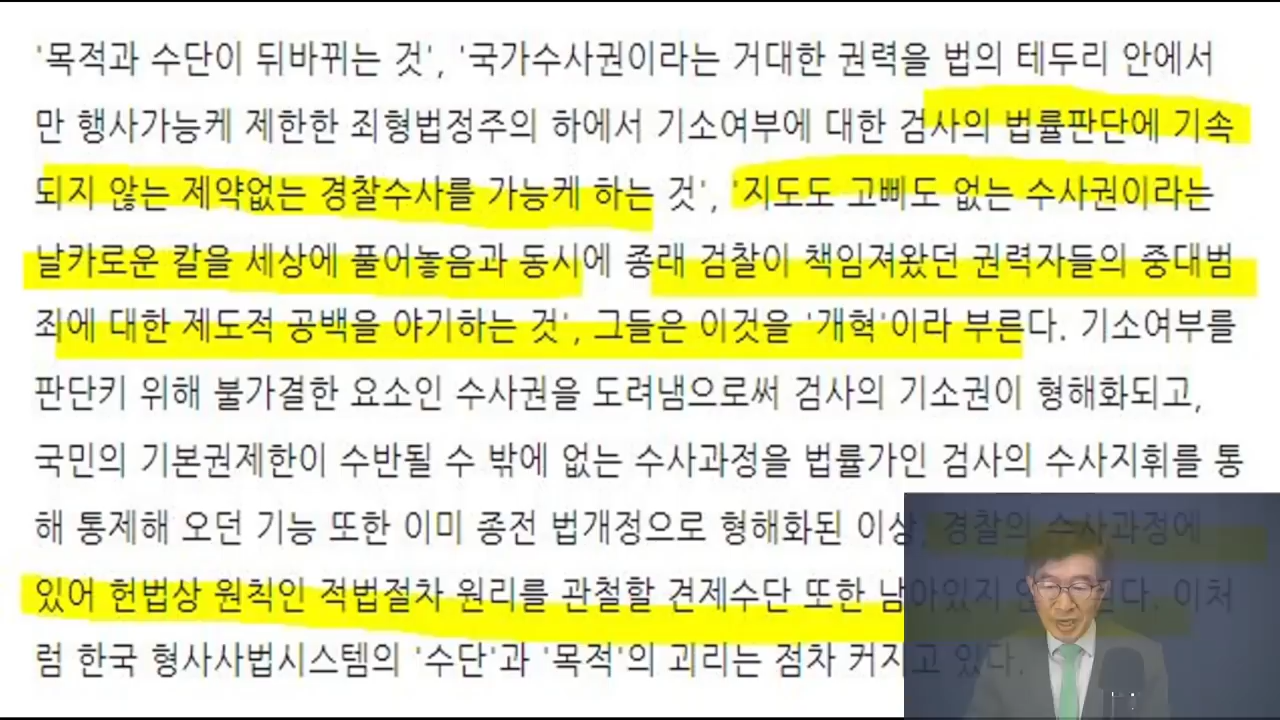 '목적과 수단이 뒤바뀌는 것', '국가수사권이라는 거대한 권력을 법의 테두리 안에서
만 행사가능케 제한한 죄형법정주의 하에서 기소여부에 대한 검사의 법률판단에 기속
되지 않는 제약없는 경찰수사를 가능케 하는 것', '지도도 고삐도 없는 수사권이라는
날카로운 칼을 세상에 풀어놓음과 동시에 종래 검찰이 책임져왔던 권력자들의 중대범
죄에 대한 제도적 공백을 야기하는 것', 그들은 이것을 '개혁'이라 부른다. 기소여부를
판단키 위해 불가결한 요소인 수사권을 도려냄으로써 검사의 기소권이 형해화되고,
국민의 기본권제한이 수반될 수 밖에 없는 수사과정을 법률가인 검사의 수사지휘를 통
해 통제해 오던 기능 또한 이미 종전 법개정으로 형해화된 이상, 경찰의 수사과정에
있어 헌법상 원칙인 적법절차 원리를 관철할 견제수단 또한 남아있지 이처
럼 한국 형사사법시스템의 '수단'과 '목적'의 괴리는 점차 커지고 있다.